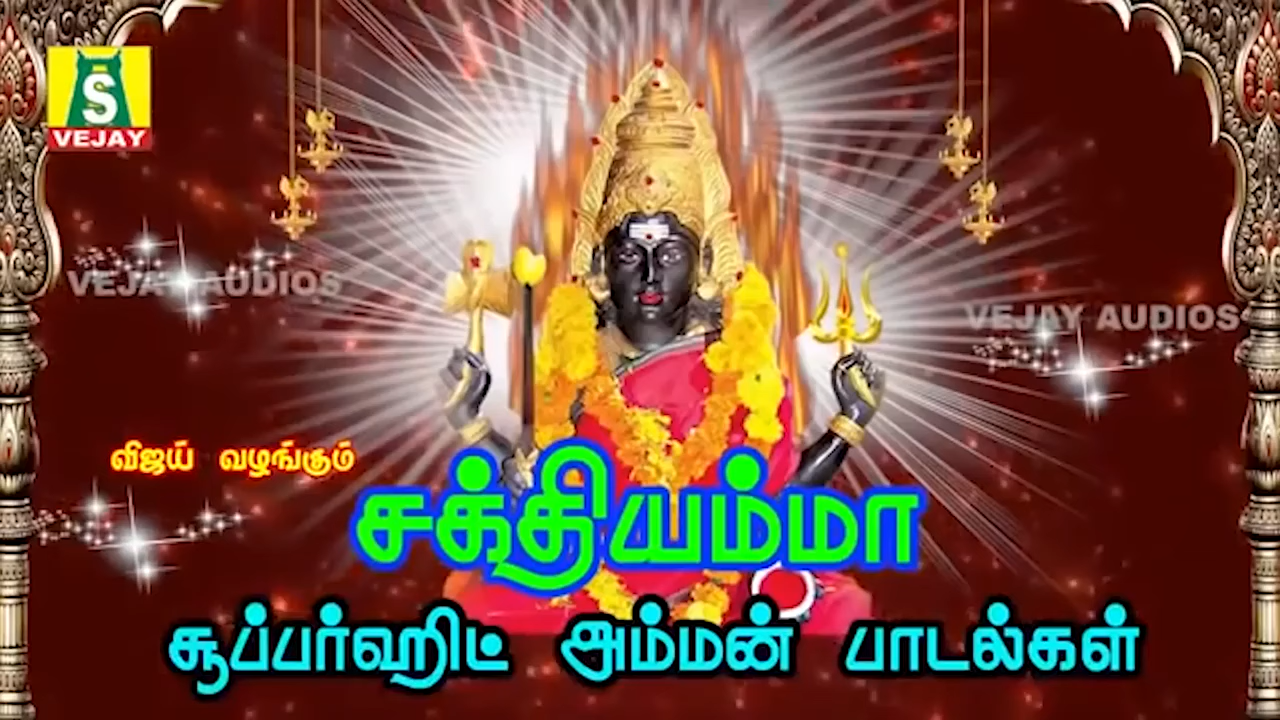 S
VEJAY
VEJAY AUDIOS
VEJAY AUDIOS
விஜய் வழங்கும்
சக்தியம்மா
சூப்பர்ஹிட் அம்மன் பாடல்கள்